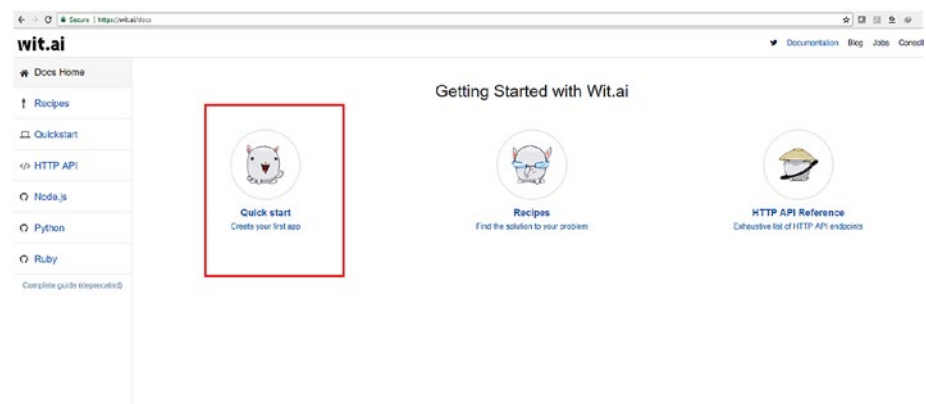 Secure | https://wit.ai/docs
wit.ai
Documentation Blog Jobs Consol
Docs Home
Recipes
Quickstart
</> HTTP API
Node.js
Python
Ruby
Complete guide (deprecated)
Getting Started with Wit.ai
Quick start
Create your first app
Recipes
Find the solution to your problem
HTTP API Reference
Exhaustive list of HTTP API endpoints